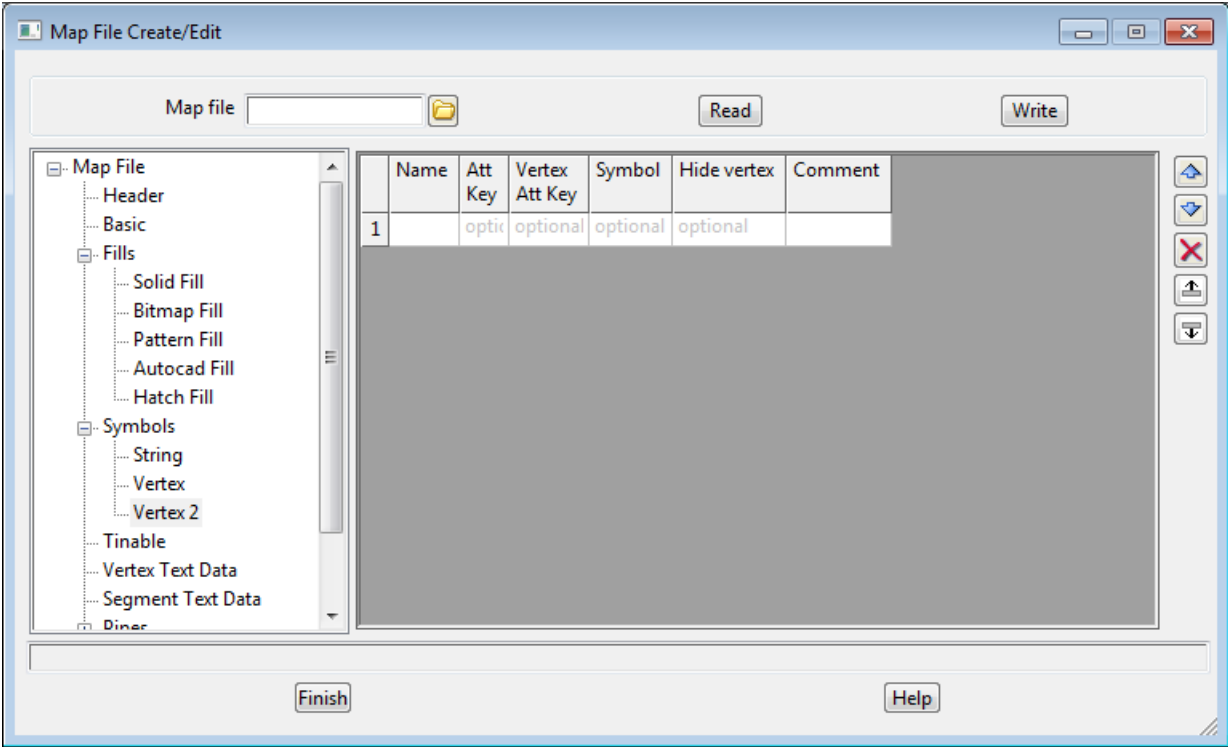 Map File Create/Edit
Map file
Read
Write
Map File
Header
Basic
Fills
Solid Fill
Bitmap Fill
Pattern Fill
Autocad Fill
Hatch Fill
Symbols
String
Vertex
Vertex 2
Tinable
Vertex Text Data
Segment Text Data
Name Att Vertex Symbol Hide vertex Comment
Key Att Key
1 optional optional optional
Finish
Help